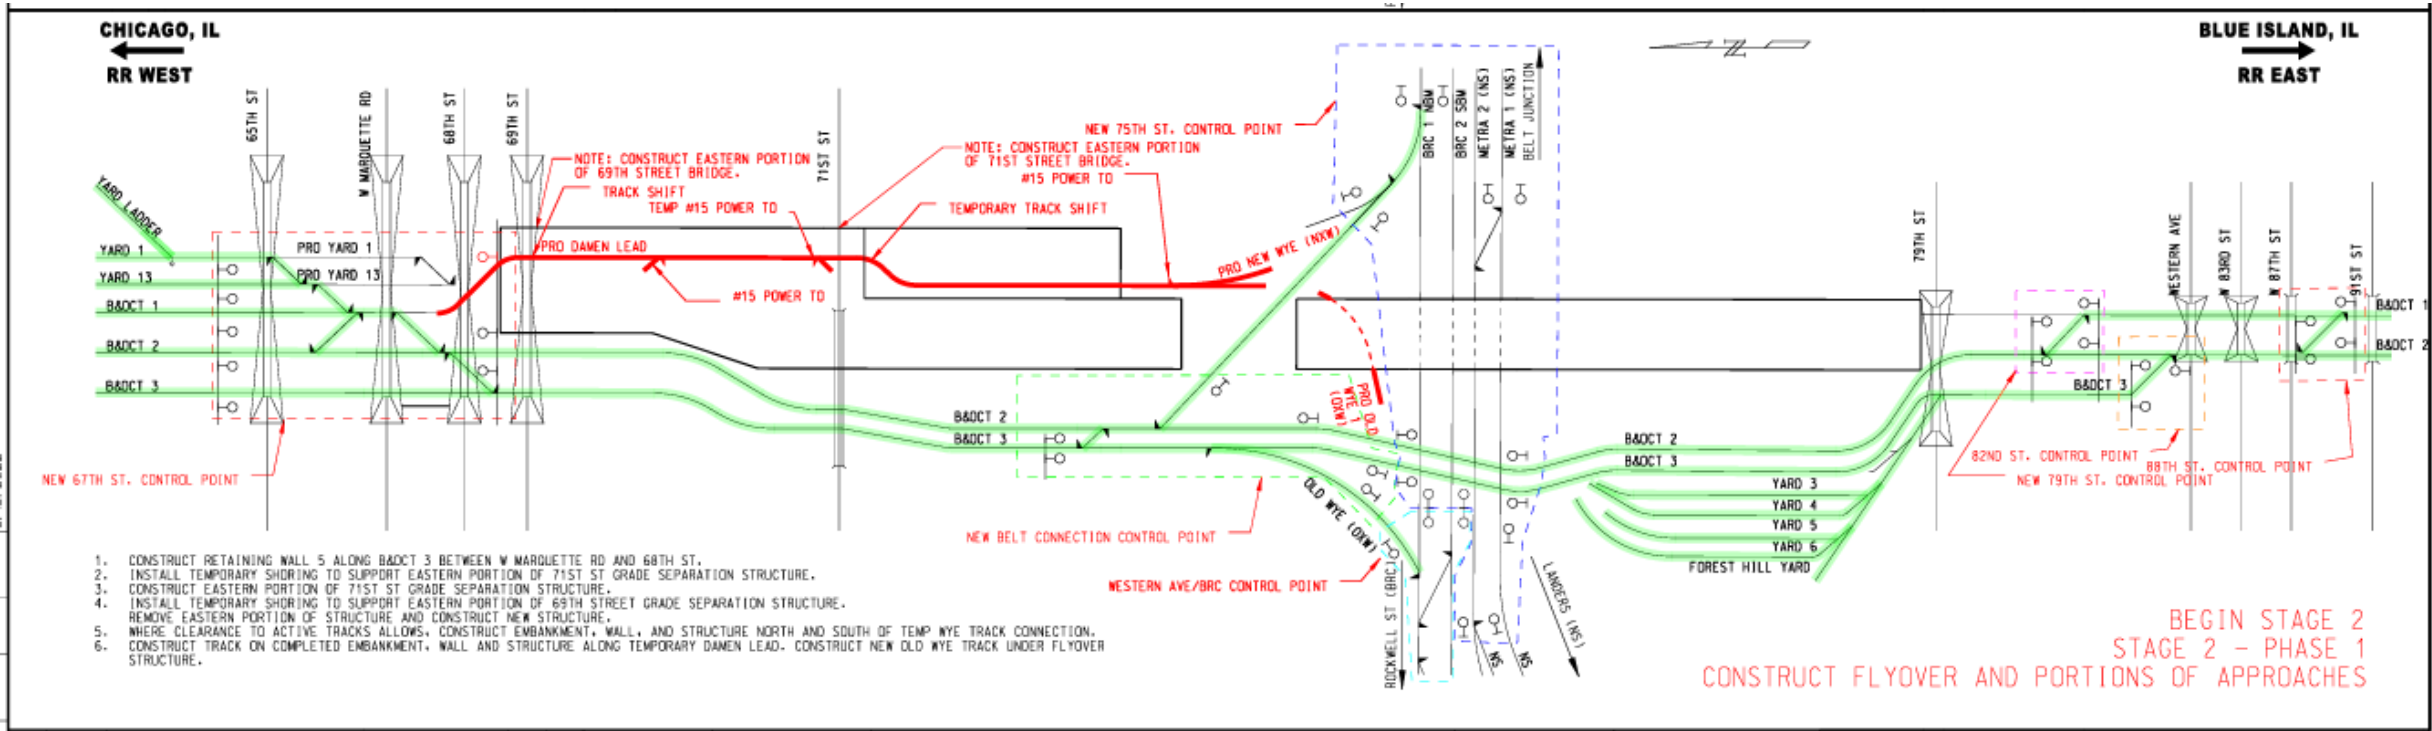 CHICAGO, IL
RR WEST
BLUE ISLAND, IL
RR EAST
65TH ST
W MARQUETTE RD
68TH ST
69TH ST
71ST ST
NOTE: CONSTRUCT EASTERN PORTION
OF 69TH STREET BRIDGE.
TRACK SHIFT
TEMP #15 POWER TO
NEW 75TH ST. CONTROL POINT
NOTE: CONSTRUCT EASTERN PORTION
OF 71ST STREET BRIDGE.
#15 POWER TO
TEMPORARY TRACK SHIFT
BRC 1 NBM
BRC 2 SBM
METRA 2 (NS)
METRA 1 (NS)
BELT JUNCTION
79TH ST
WESTERN AVE
W 83RD ST
W 87TH ST
91ST ST
YARD LADDER
YARD 1
PRO YARD 1
PRO DAMEN LEAD
PRO NEW WYE (NXW)
YARD 13
PRO YARD 13
#15 POWER TO
B&OCT 1
B&OCT 1
B&OCT 2
B&OCT 2
B&OCT 3
B&OCT 3
PRO OLD
WYE 1
(OXW)
B&OCT 2
B&OCT 3
B&OCT 2
B&OCT 3
82ND ST. CONTROL POINT
88TH ST. CONTROL POINT
NEW 79TH ST. CONTROL POINT
NEW 67TH ST. CONTROL POINT
YARD 3
YARD 4
YARD 5
YARD 6
FOREST HILL YARD
OLD WYE (OXW)
NEW BELT CONNECTION CONTROL POINT
WESTERN AVE/BRC CONTROL POINT
ROCKWELL ST (BRC)
NS
NS
LANDERS (NS)
1. CONSTRUCT RETAINING WALL 5 ALONG B&OCT 3 BETWEEN W MARQUETTE RD AND 68TH ST.
2. INSTALL TEMPORARY SHORING TO SUPPORT EASTERN PORTION OF 71ST ST GRADE SEPARATION STRUCTURE.
3. CONSTRUCT EASTERN PORTION OF 71ST ST GRADE SEPARATION STRUCTURE.
4. INSTALL TEMPORARY SHORING TO SUPPORT EASTERN PORTION OF 69TH STREET GRADE SEPARATION STRUCTURE.
REMOVE EASTERN PORTION OF STRUCTURE AND CONSTRUCT NEW STRUCTURE.
5. WHERE CLEARANCE TO ACTIVE TRACKS ALLOWS, CONSTRUCT EMBANKMENT, WALL, AND STRUCTURE NORTH AND SOUTH OF TEMP WYE TRACK CONNECTION.
6. CONSTRUCT TRACK ON COMPLETED EMBANKMENT, WALL AND STRUCTURE ALONG TEMPORARY DAMEN LEAD. CONSTRUCT NEW OLD WYE TRACK UNDER FLYOVER
STRUCTURE.
BEGIN STAGE 2
STAGE 2 - PHASE 1
CONSTRUCT FLYOVER AND PORTIONS OF APPROACHES